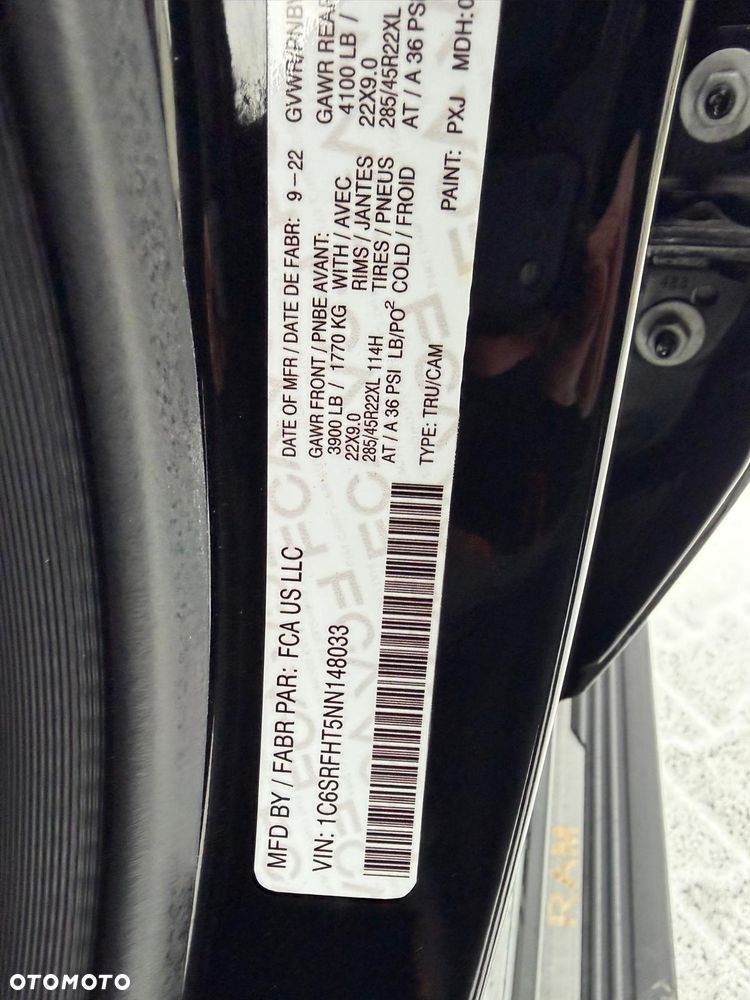 MFD BY / FABR PAR: FCA US LLC
DATE OF MFR / DATE DE FABR: 9-22
VIN: 1C6SRFHT5NN148033
GAWR FRONT / PNBE AVANT:
3900 LB / 1770 KG WITH / AVEC
22X9.0 RIMS / JANTES
285/45R22XL 114H TIRES / PNEUS
AT / A 36 PSI LB/PO² COLD / FROID
GAWR REAR
4100 LB /
22X9.0
285/45R22XL
AT / A 36 PS
TYPE: TRU/CAM
PAINT: PXJ MDH:0
RAM
OTOMOTO